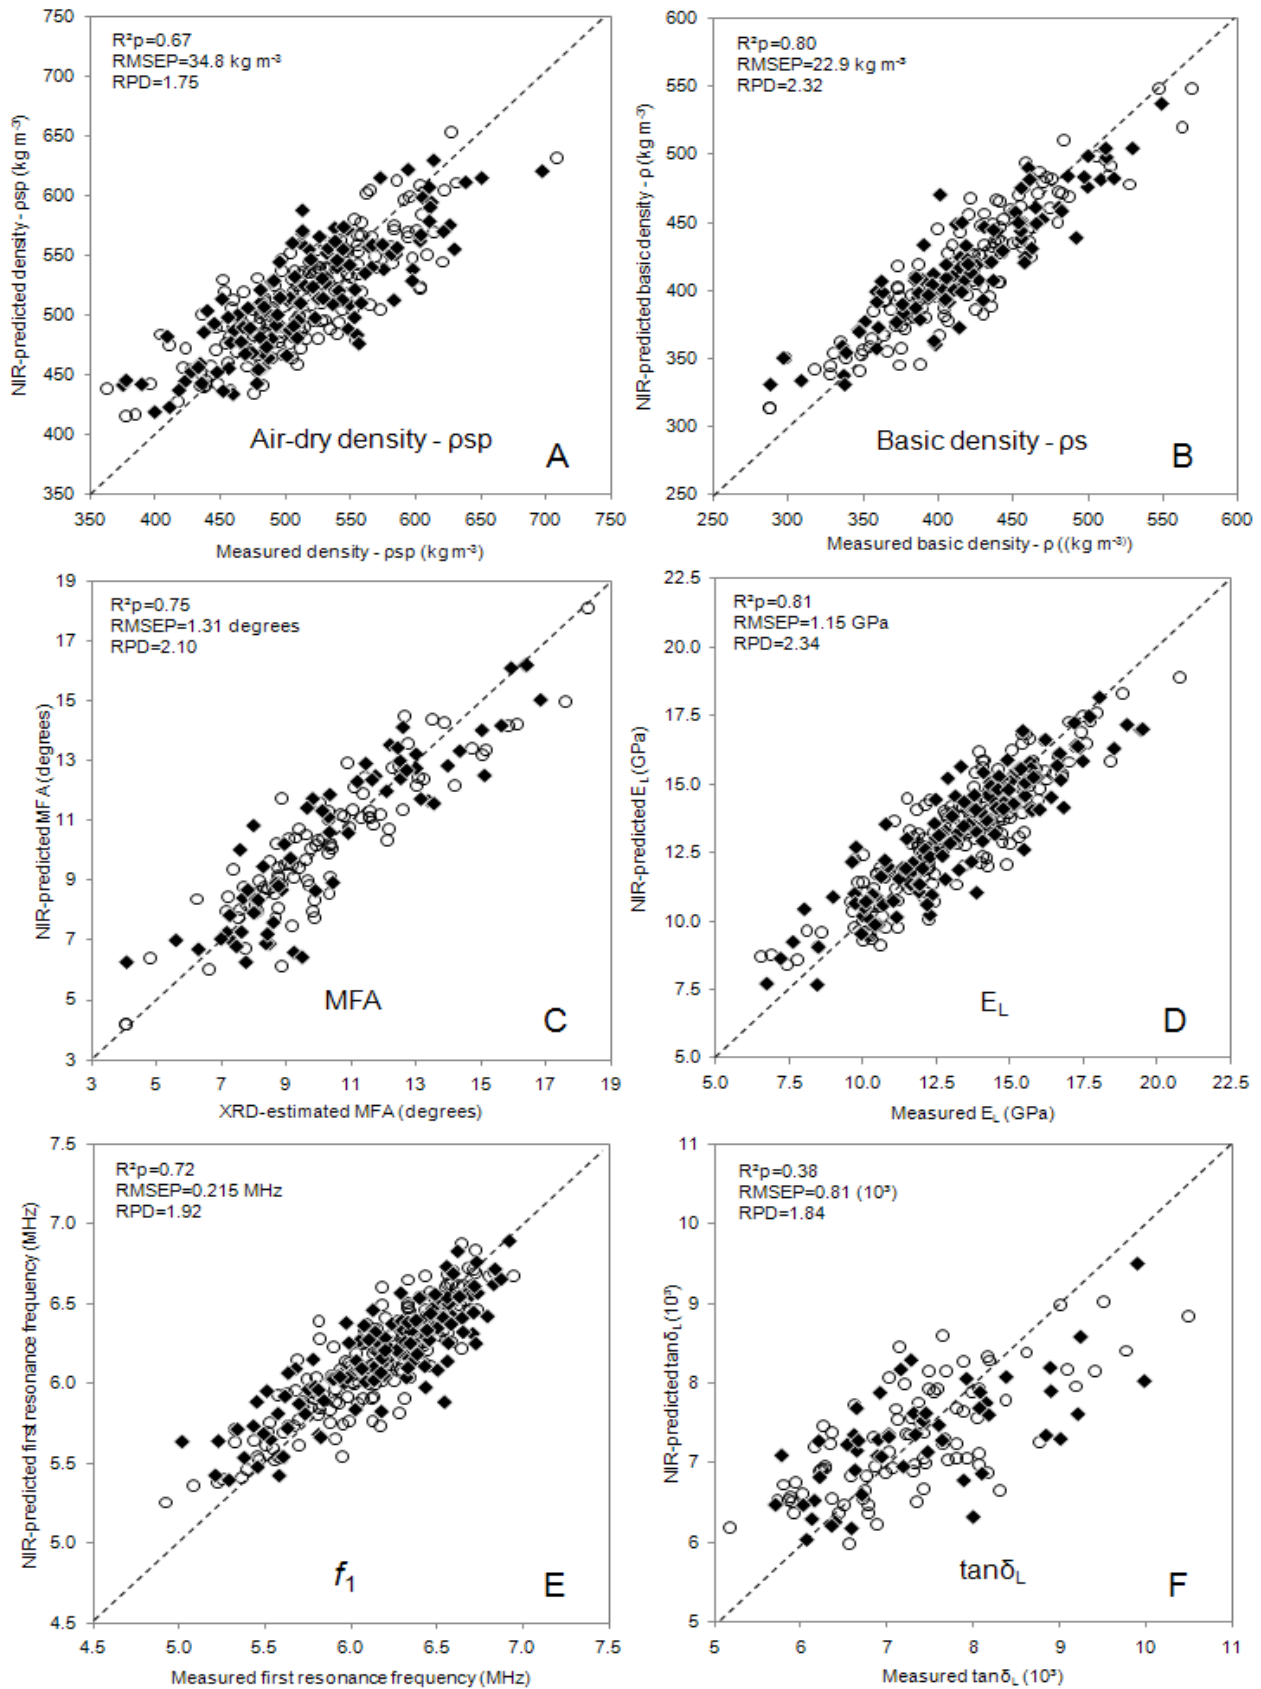 750
R²p=0.67
RMSEP=34.8 kg m⁻³
RPD=1.75
700
650
600
550
500
450
400
350
NIR-predicted density - ρsp (kg m⁻³)
Air-dry density - ρsp
A
350 400 450 500 550 600 650 700 750
Measured density - ρsp (kg m⁻³)
600
R²p=0.80
RMSEP=22.9 kg m⁻³
RPD=2.32
550
500
450
400
350
300
250
NIR-predicted basic density - ρ (kg m⁻³)
Basic density - ρs
B
250 300 350 400 450 500 550 600
Measured basic density - ρ ((kg m⁻³⁾)
19
R²p=0.75
RMSEP=1.31 degrees
RPD=2.10
17
15
13
11
9
7
5
3
NIR-predicted MFA (degrees)
MFA
C
3 5 7 9 11 13 15 17 19
XRD-estimated MFA (degrees)
22.5
R²p=0.81
RMSEP=1.15 GPa
RPD=2.34
20.0
17.5
15.0
12.5
10.0
7.5
5.0
NIR-predicted E_L (GPa)
E_L
D
5.0 7.5 10.0 12.5 15.0 17.5 20.0 22.5
Measured E_L (GPa)
7.5
R²p=0.72
RMSEP=0.215 MHz
RPD=1.92
7.0
6.5
6.0
5.5
5.0
4.5
NIR-predicted first resonance frequency (MHz)
f₁
E
4.5 5.0 5.5 6.0 6.5 7.0 7.5
Measured first resonance frequency (MHz)
11
R²p=0.38
RMSEP=0.81 (10³)
RPD=1.84
10
9
8
7
6
5
NIR-predicted tanδ_L (10³)
tanδ_L
F
5 6 7 8 9 10 11
Measured tanδ_L (10³)